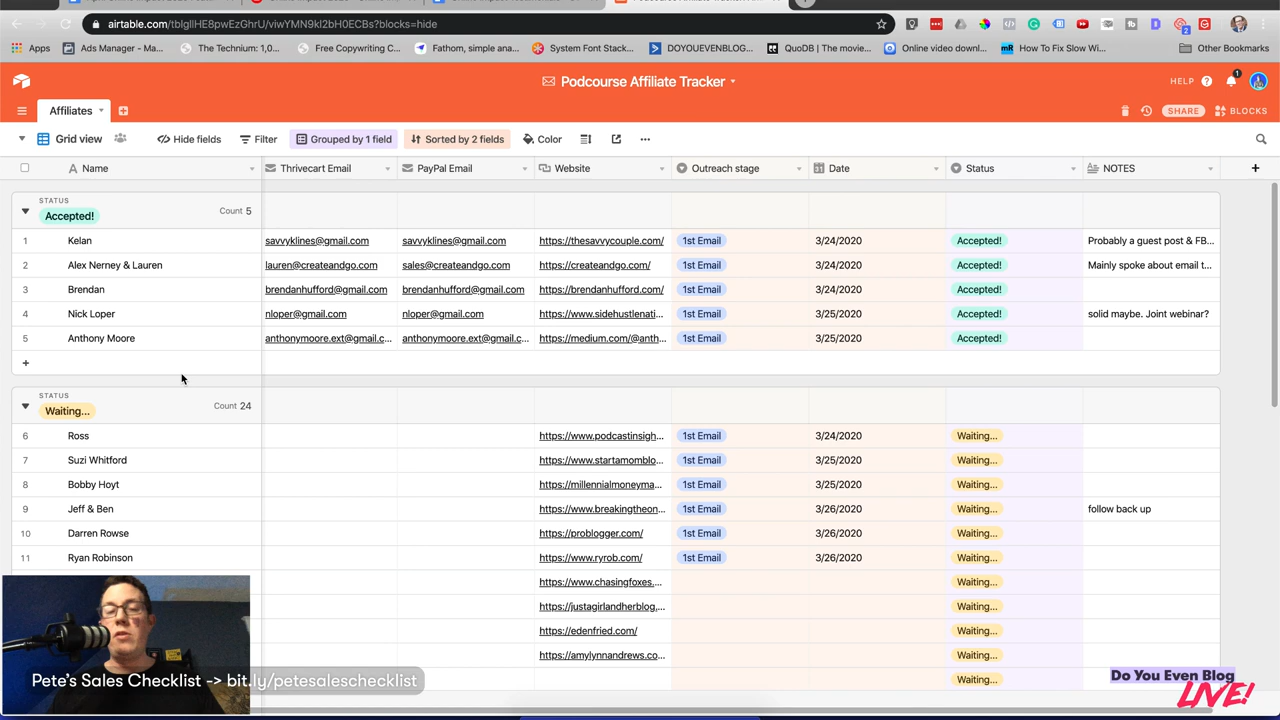 airtable.com/tblglIHE8pwEzGhrU/viwYMN9kl2bH0ECBs?blocks=hide
Apps Ads Manager - Ma... The Technium: 1,0... Free Copywriting C... Fathom, simple ana... System Font Stack... DOYOUEVENBLOG... QuoDB | The movie... Online video downl... How To Fix Slow Wi... Other Bookmarks
Podcourse Affiliate Tracker
HELP ? 1
Affiliates
SHARE BLOCKS
Grid view Hide fields Filter Grouped by 1 field Sorted by 2 fields Color ...
Name Thrivecart Email PayPal Email Website Outreach stage Date Status NOTES
STATUS
Accepted! Count 5
1 Kelan savvyklines@gmail.com savvyklines@gmail.com https://thesavvycouple.com/ 1st Email 3/24/2020 Accepted! Probably a guest post & FB...
2 Alex Nerney & Lauren lauren@createandgo.com sales@createandgo.com https://createandgo.com/ 1st Email 3/24/2020 Accepted! Mainly spoke about email t...
3 Brendan brendanhufford@gmail.com brendanhufford@gmail.com https://brendanhufford.com/ 1st Email 3/24/2020 Accepted!
4 Nick Loper nloper@gmail.com nloper@gmail.com https://www.sidehustlenati... 1st Email 3/25/2020 Accepted! solid maybe. Joint webinar?
5 Anthony Moore anthonymoore.ext@gmail.c... anthonymoore.ext@gmail.c... https://medium.com/@anth... 1st Email 3/25/2020 Accepted!
+
STATUS
Waiting... Count 24
6 Ross https://www.podcastinsigh... 1st Email 3/24/2020 Waiting...
7 Suzi Whitford https://www.startamomblo... 1st Email 3/25/2020 Waiting...
8 Bobby Hoyt https://millennialmoneyma... 1st Email 3/25/2020 Waiting...
9 Jeff & Ben https://www.breakingtheon... 1st Email 3/26/2020 Waiting... follow back up
10 Darren Rowse https://problogger.com/ 1st Email 3/26/2020 Waiting...
11 Ryan Robinson https://www.ryrob.com/ 1st Email 3/26/2020 Waiting...
https://www.chasingfoxes.... Waiting...
https://justagirlandherblog.... Waiting...
https://edenfried.com/ Waiting...
https://amylynnandrews.co... Waiting...
Waiting...
Pete's Sales Checklist -> bit.ly/petesaleschecklist
Do You Even Blog
LIVE!